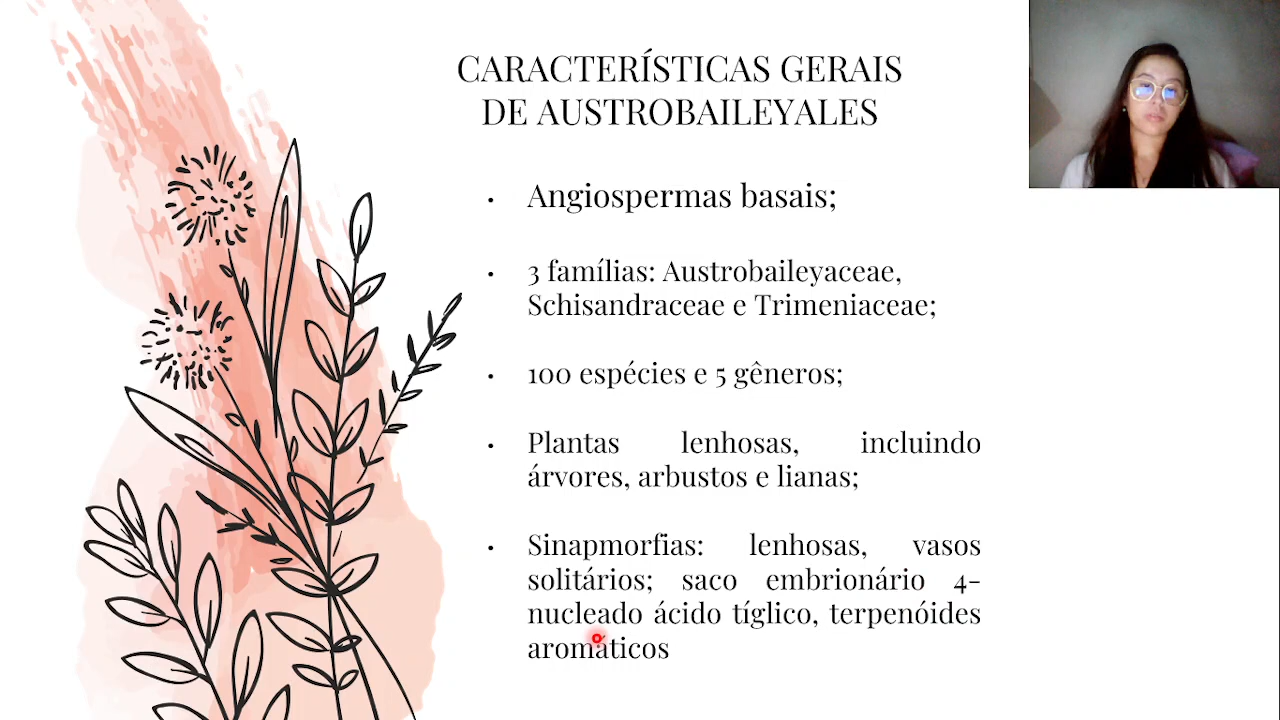 CARACTERÍSTICAS GERAIS
DE AUSTROBAILEYALES
• Angiospermas basais;
• 3 famílias: Austrobaileyaceae,
Schisandraceae e Trimeniaceae;
• 100 espécies e 5 gêneros;
• Plantas lenhosas, incluindo
árvores, arbustos e lianas;
• Sinapmorfias: lenhosas, vasos
solitários; saco embrionário 4-
nucleado ácido tíglico, terpenóides
aromáticos